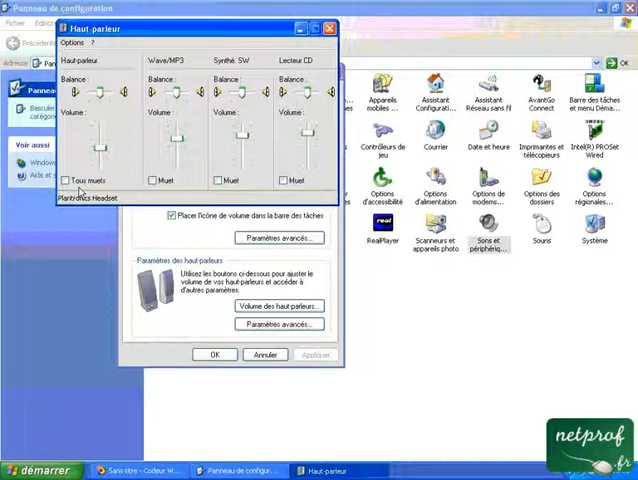 Panneau de configuration
Fichier
Précédente
Adresse
Haut-parleur
Options ?
Haut-parleur
Wave/MP3
Synthé. SW
Lecteur CD
Balance :
Balance :
Balance :
Balance :
Volume :
Volume :
Volume :
Volume :
Tous muets
Muet
Muet
Muet
Plantronics Headset
OK
Basculer
Voir aussi
Windows
Placer l'icône de volume dans la barre des tâches
Paramètres avancés...
Paramètres des haut-parleurs
Utilisez les boutons ci-dessous pour ajuster le
volume de vos haut-parleurs et accéder à
d'autres paramètres.
Volume des haut-parleurs...
Paramètres avancés...
OK
Annuler
Appliquer
Appareils
mobiles ...
Assistant
Configurati...
Assistant
Réseau sans fil
AvantGo
Connect
Barre des tâches
et menu Déma...
Contrôleurs de
jeu
Courrier
Date et heure
Imprimantes et
télécopieurs
Intel(R) PROSet
Wired
Options
d'accessibilité
Options
d'alimentation
Options
des dossiers
Options
régionales...
RealPlayer
Scanneurs et
appareils photo
Sons et
périphériq...
Souris
Système
real
démarrer
Sans titre - Codeur W...
Panneau de configur...
Haut-parleur
netprof
.fr